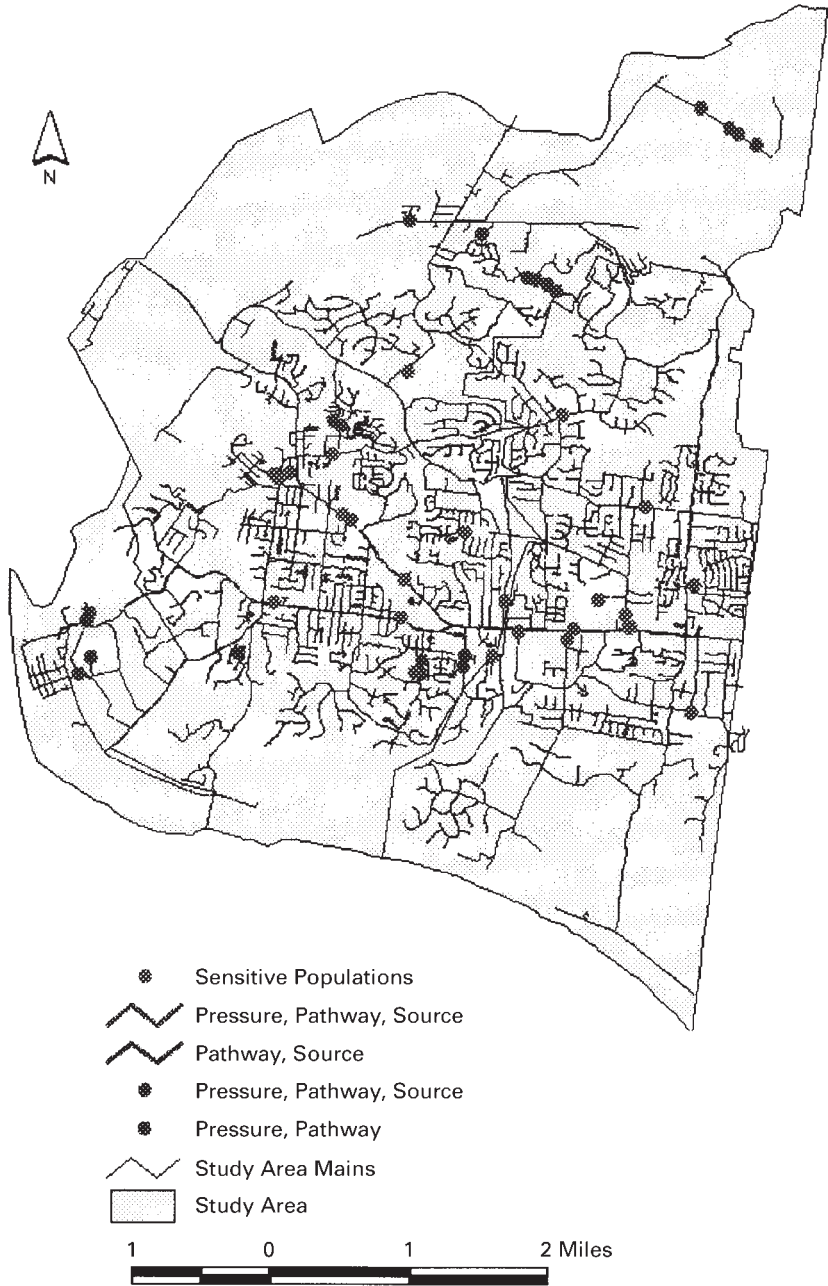 N
Sensitive Populations
Pressure, Pathway, Source
Pathway, Source
Pressure, Pathway, Source
Pressure, Pathway
Study Area Mains
Study Area
1 0 1 2 Miles